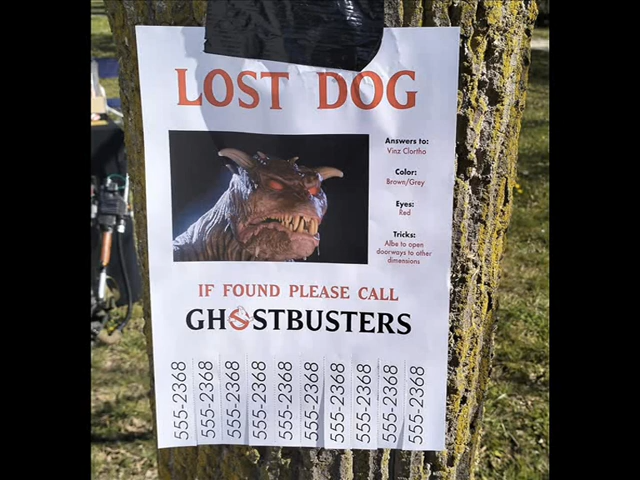 LOST DOG
Answers to:
Vinz Clortho
Color:
Brown/Grey
Eyes:
Red
Tricks:
Albe to open
doorways to other
dimensions
IF FOUND PLEASE CALL
GHOSTBUSTERS
555-2368
555-2368
555-2368
555-2368
555-2368
555-2368
555-2368
555-2368
555-2368
555-2368